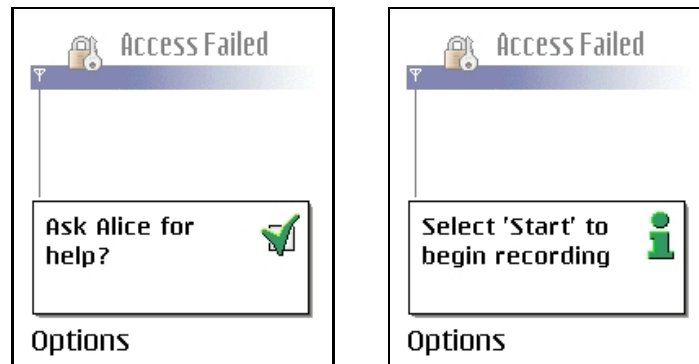 Access Failed
Ask Alice for
help?
Options
Access Failed
Select 'Start' to
begin recording
Options